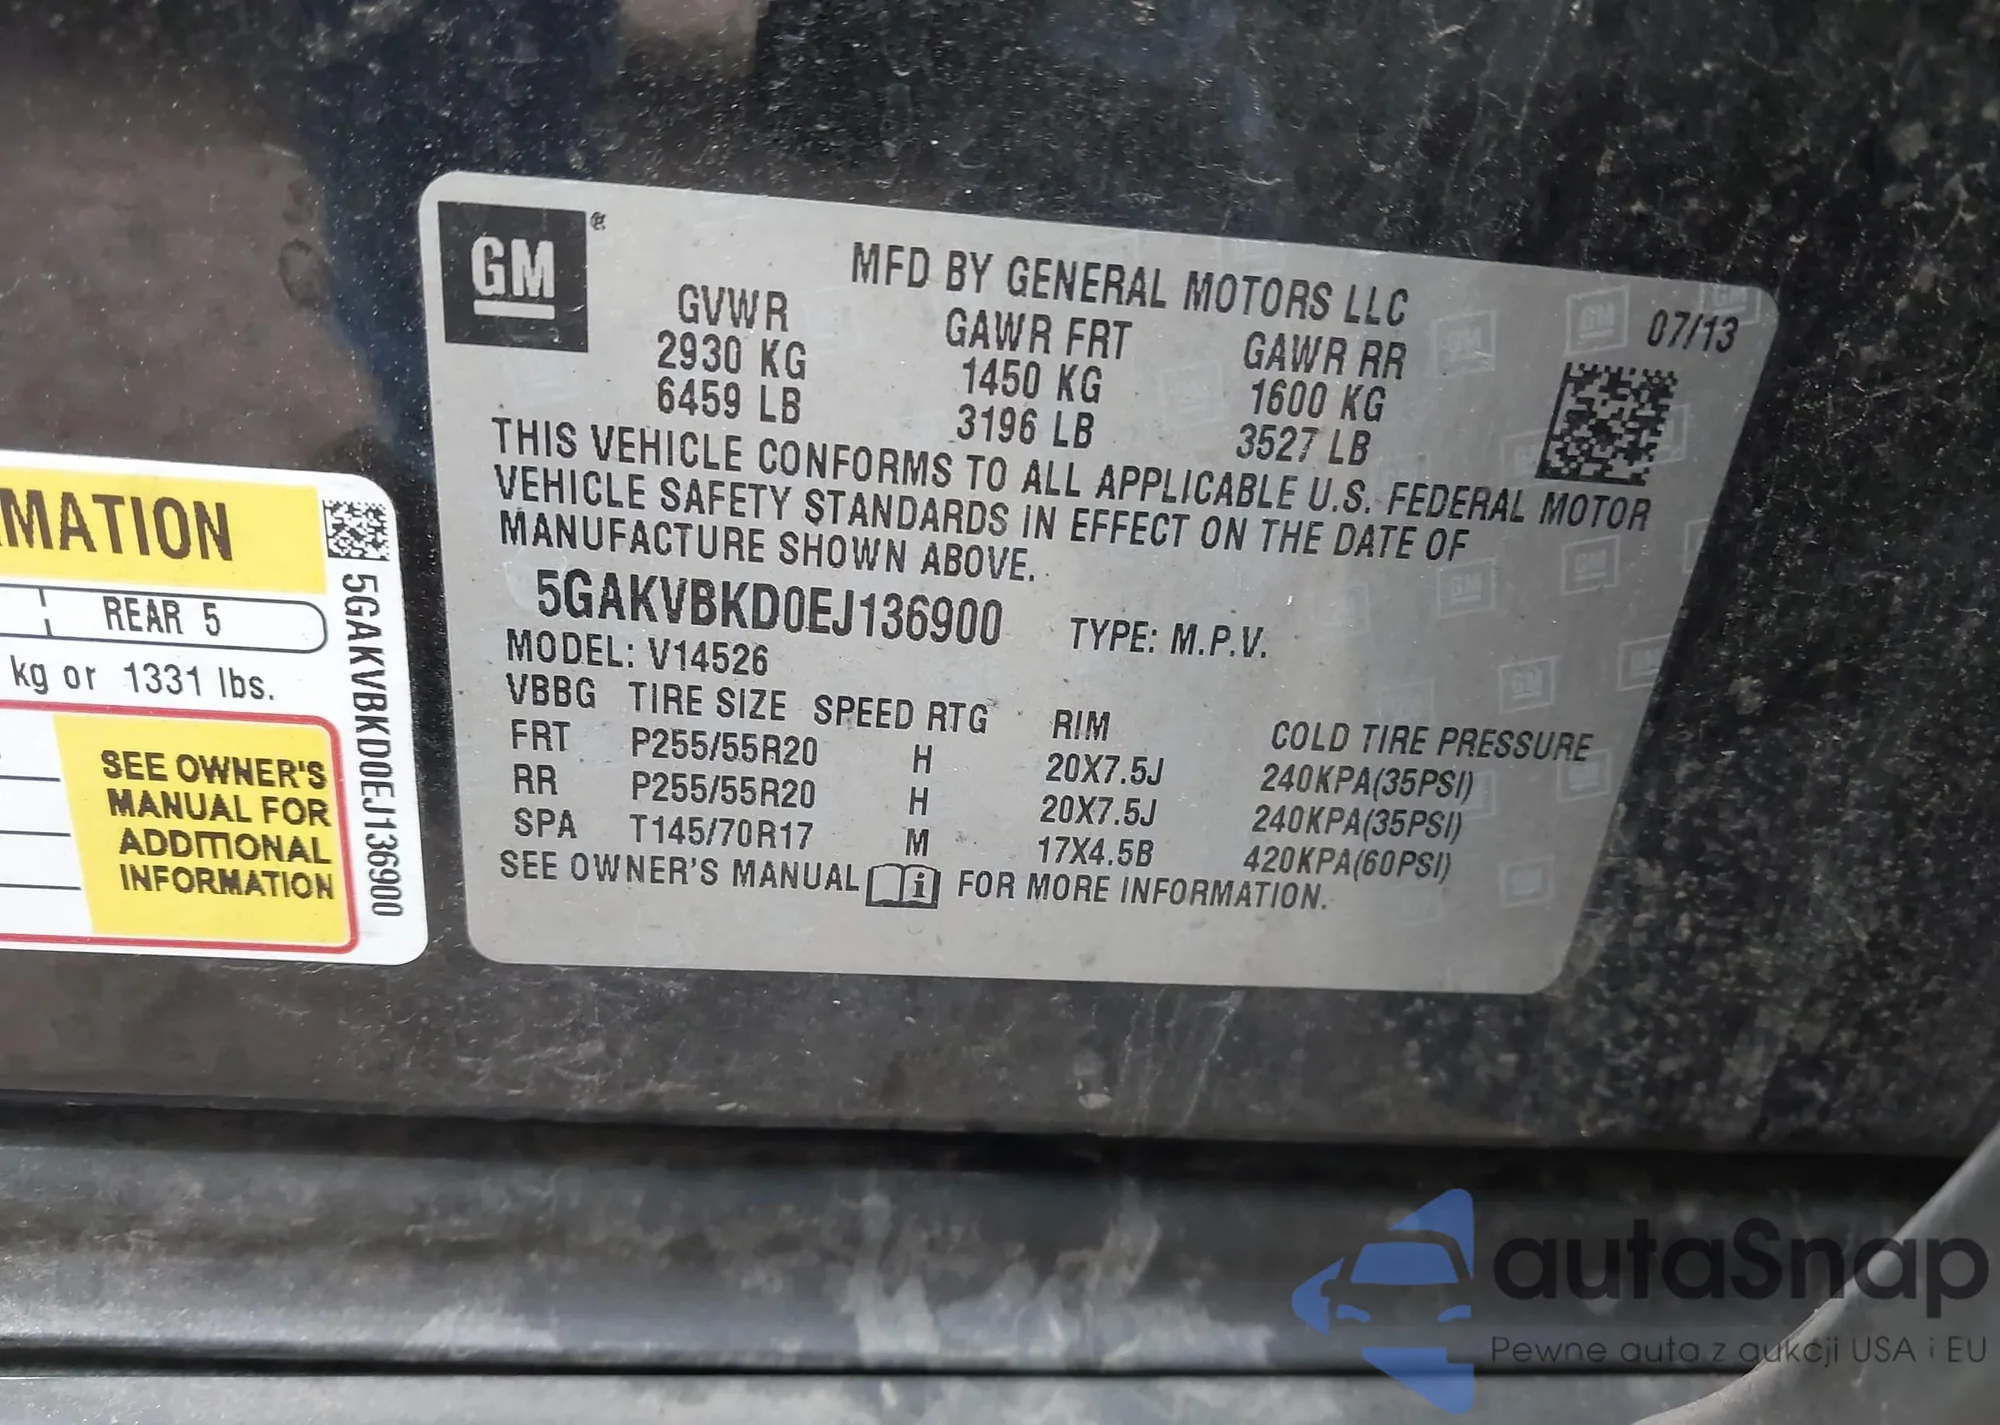 GM
MFD BY GENERAL MOTORS LLC
07/13
GVWR GAWR FRT GAWR RR
2930 KG 1450 KG 1600 KG
6459 LB 3196 LB 3527 LB
THIS VEHICLE CONFORMS TO ALL APPLICABLE U.S. FEDERAL MOTOR
VEHICLE SAFETY STANDARDS IN EFFECT ON THE DATE OF
MANUFACTURE SHOWN ABOVE.
5GAKVBKD0EJ136900 TYPE: M.P.V.
MODEL: V14526
VBBG TIRE SIZE SPEED RTG RIM COLD TIRE PRESSURE
FRT P255/55R20 H 20X7.5J 240KPA(35PSI)
RR P255/55R20 H 20X7.5J 240KPA(35PSI)
SPA T145/70R17 M 17X4.5B 420KPA(60PSI)
SEE OWNER'S MANUAL FOR MORE INFORMATION.
MATION
REAR 5
kg or 1331 lbs.
SEE OWNER'S
MANUAL FOR
ADDITIONAL
INFORMATION
5GAKVBKD0EJ136900
autaSnap
Pewne auta z aukcji USA i EU